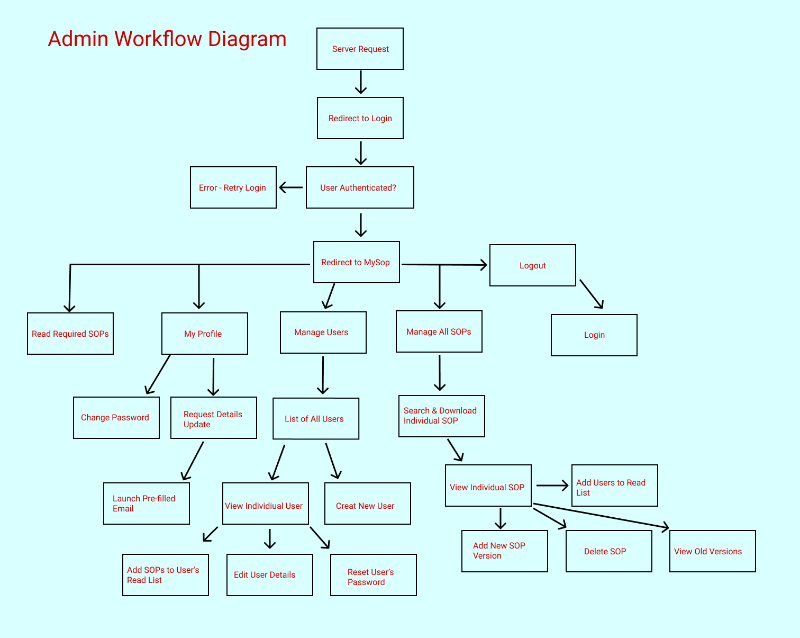 Admin Workflow Diagram
Server Request
Redirect to Login
Error - Retry Login
User Authenticated?
Redirect to MySop
Logout
Read Required SOPs
My Profile
Manage Users
Manage All SOPs
Login
Change Password
Request Details
Update
List of All Users
Search & Download
Individual SOP
Launch Pre-filled
Email
View Individiual User
Creat New User
View Individual SOP
Add Users to Read
List
Add SOPs to User's
Read List
Edit User Details
Reset User's
Password
Add New SOP
Version
Delete SOP
View Old Versions